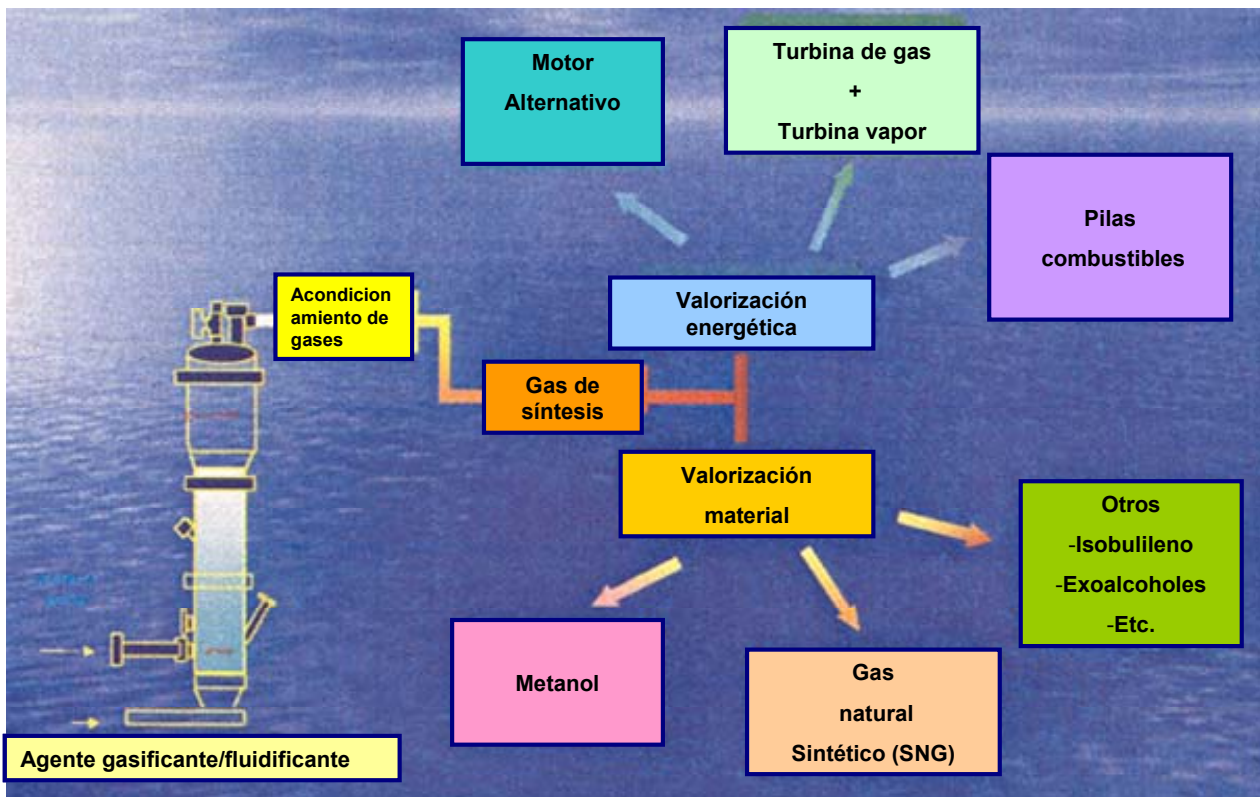 Motor
Alternativo
Turbina de gas
+
Turbina vapor
Pilas
combustibles
Acondicion
amiento de
gases
Valorización
energética
Gas de
síntesis
Valorización
material
Otros
-Isobulileno
-Exoalcoholes
-Etc.
Metanol
Gas
natural
Sintético (SNG)
Agente gasificante/fluidificante